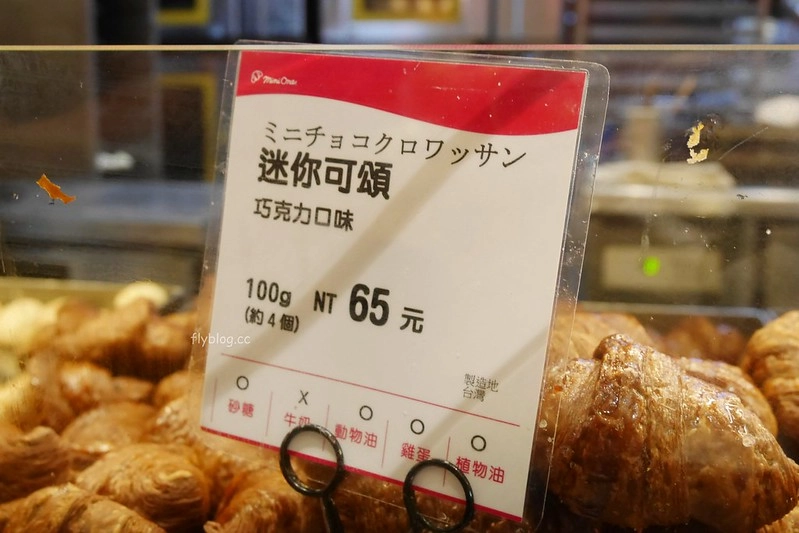 mini One
ミニチョコクロワッサン
迷你可頌
巧克力口味
100g NT 65 元
(約4個)
flyblog.cc
製造地
台灣
○ X ○ ○ ○
砂糖 牛奶 動物油 雞蛋 植物油